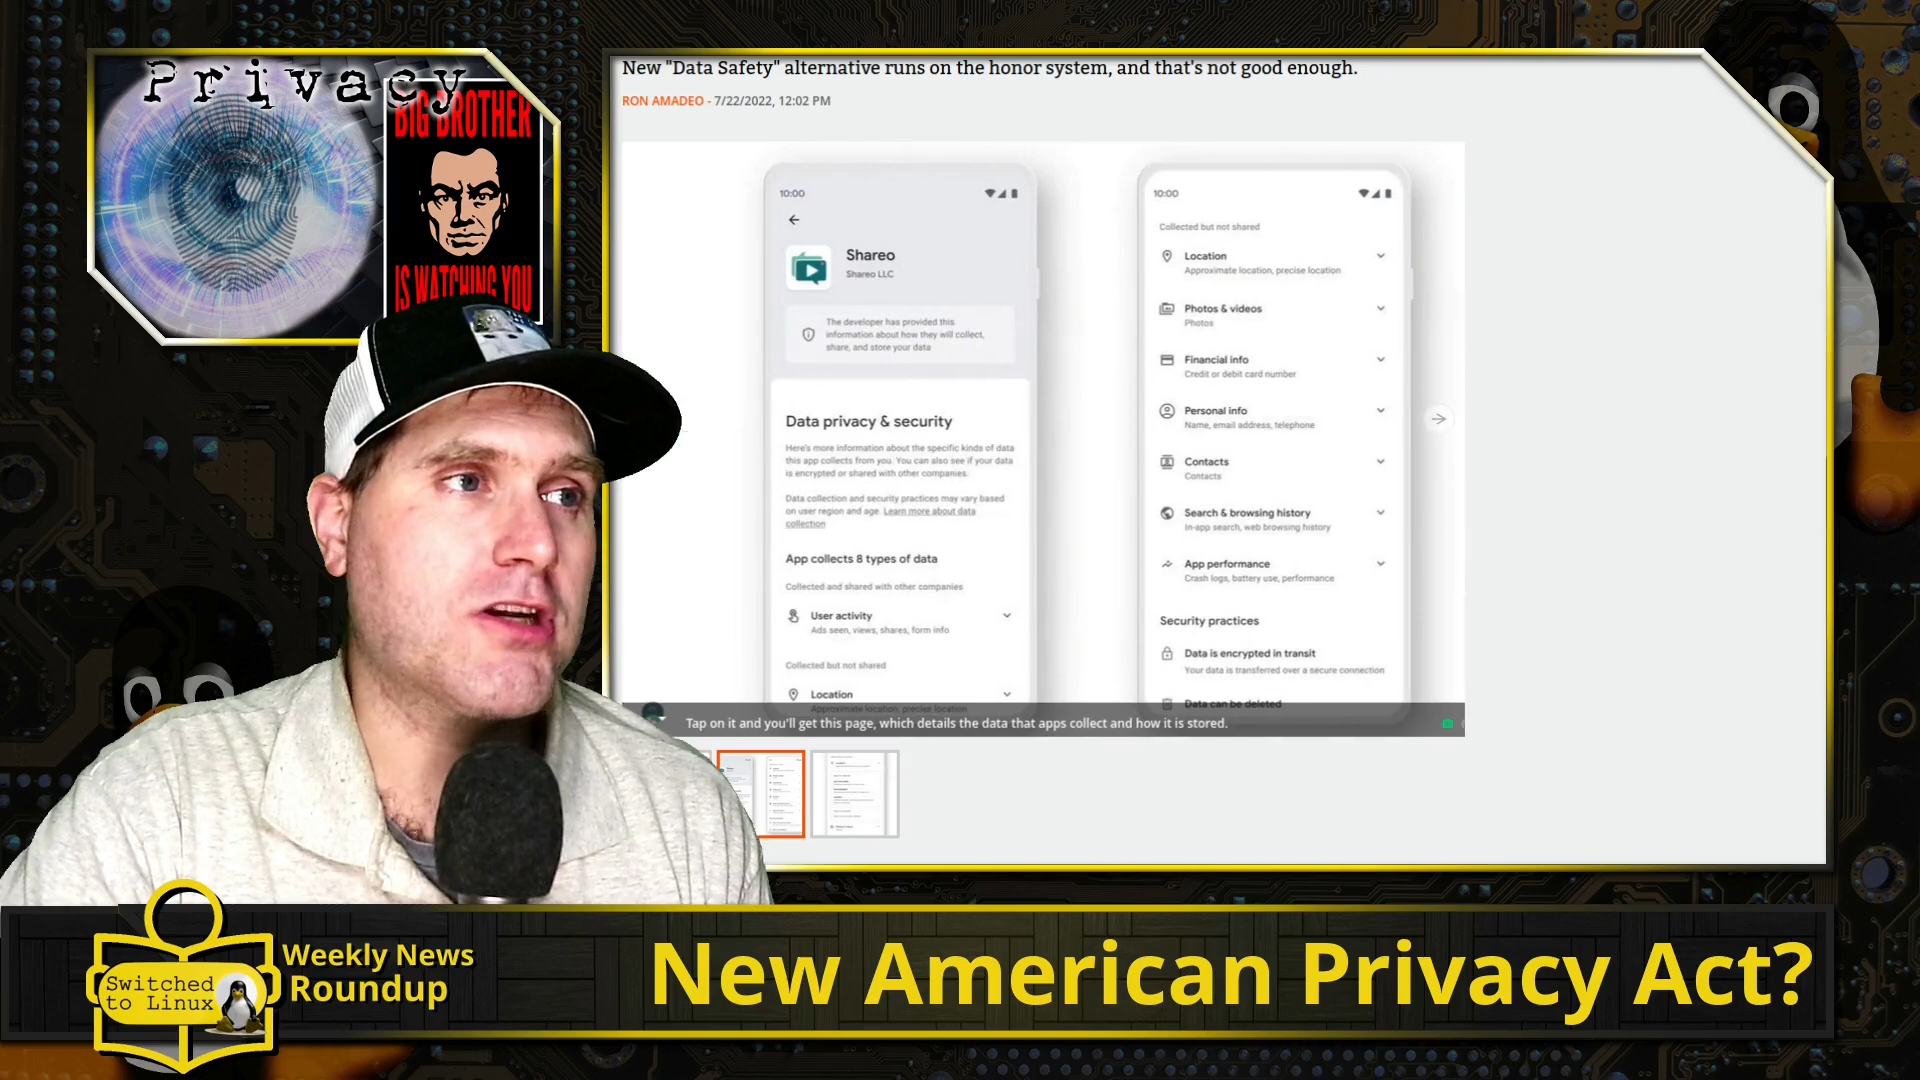 Privacy
BIG BROTHER
IS WATCHING YOU
New "Data Safety" alternative runs on the honor system, and that's not good enough.
RON AMADEO - 7/22/2022, 12:02 PM
10:00
Shareo
Shareo LLC
The developer has provided this
information about how they will collect,
share, and store your data
Data privacy & security
Here's more information about the specific kinds of data
this app collects from you. You can also see if your data
is encrypted or shared with other companies.
Data collection and security practices may vary based
on user region and age. Learn more about data
collection
App collects 8 types of data
Collected and shared with other companies
User activity
Ads seen, views, shares, form info
Collected but not shared
Location
Approximate location, precise location
10:00
Collected but not shared
Location
Approximate location, precise location
Photos & videos
Photos
Financial info
Credit or debit card number
Personal info
Name, email address, telephone
Contacts
Contacts
Search & browsing history
In-app search, web browsing history
App performance
Crash logs, battery use, performance
Security practices
Data is encrypted in transit
Your data is transferred over a secure connection
Data can be deleted
Tap on it and you'll get this page, which details the data that apps collect and how it is stored.
Switched
to Linux
Weekly News
Roundup
New American Privacy Act?